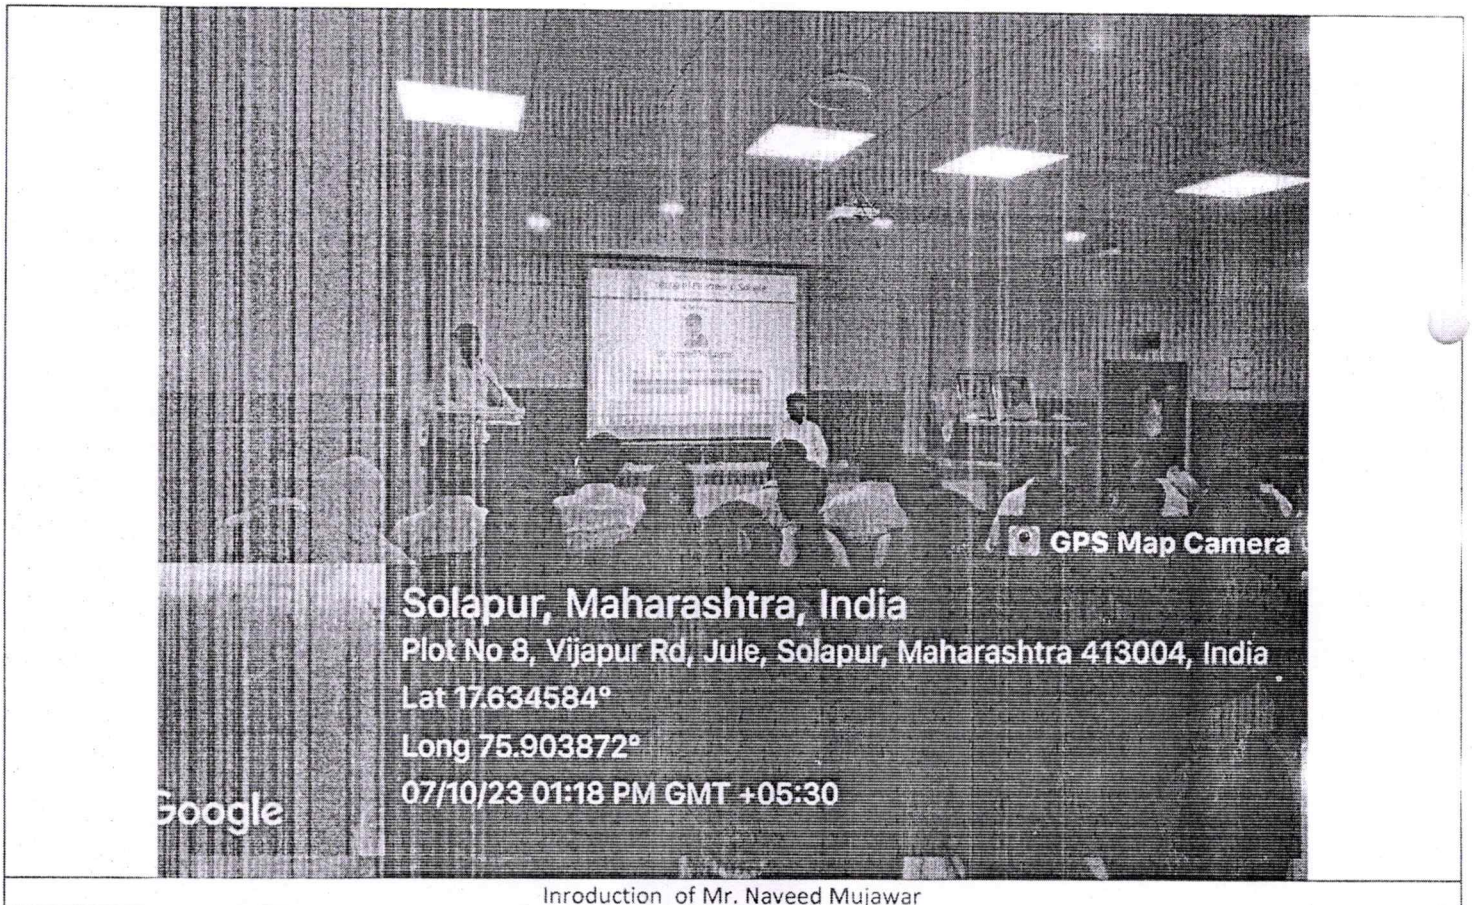 GPS Map Camera
Solapur, Maharashtra, India
Plot No 8, Vijapur Rd, Jule, Solapur, Maharashtra 413004, India
Lat 17.634584°
Long 75.903872°
07/10/23 01:18 PM GMT +05:30
Google
Inroduction of Mr. Naveed Mujawar